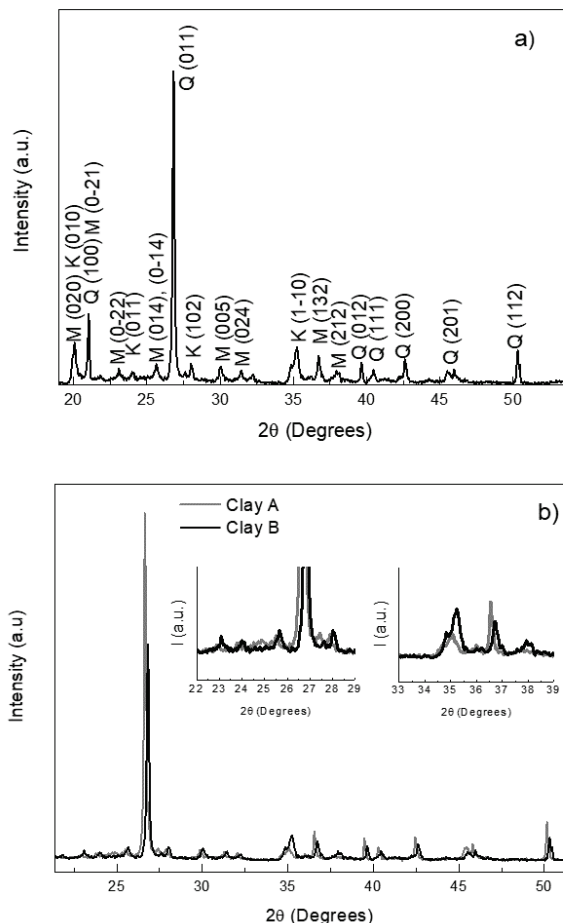 a)
Intensity (a.u.)
M (020) K (010)
Q (100) M (0-21)
M (0-22)
K (011)
M (014), (0-14)
Q (011)
K (102)
M (005)
M (024)
K (1-10)
M (132)
M (212)
Q (012)
Q (111)
Q (200)
Q (201)
Q (112)
20 25 30 35 40 45 50
2θ (Degrees)
b)
Clay A
Clay B
Intensity (a.u)
I (a.u.)
22 23 24 25 26 27 28 29
2θ (Degrees)
I (a.u.)
33 34 35 36 37 38 39
2θ (Degrees)
25 30 35 40 45 50
2θ (Degrees)